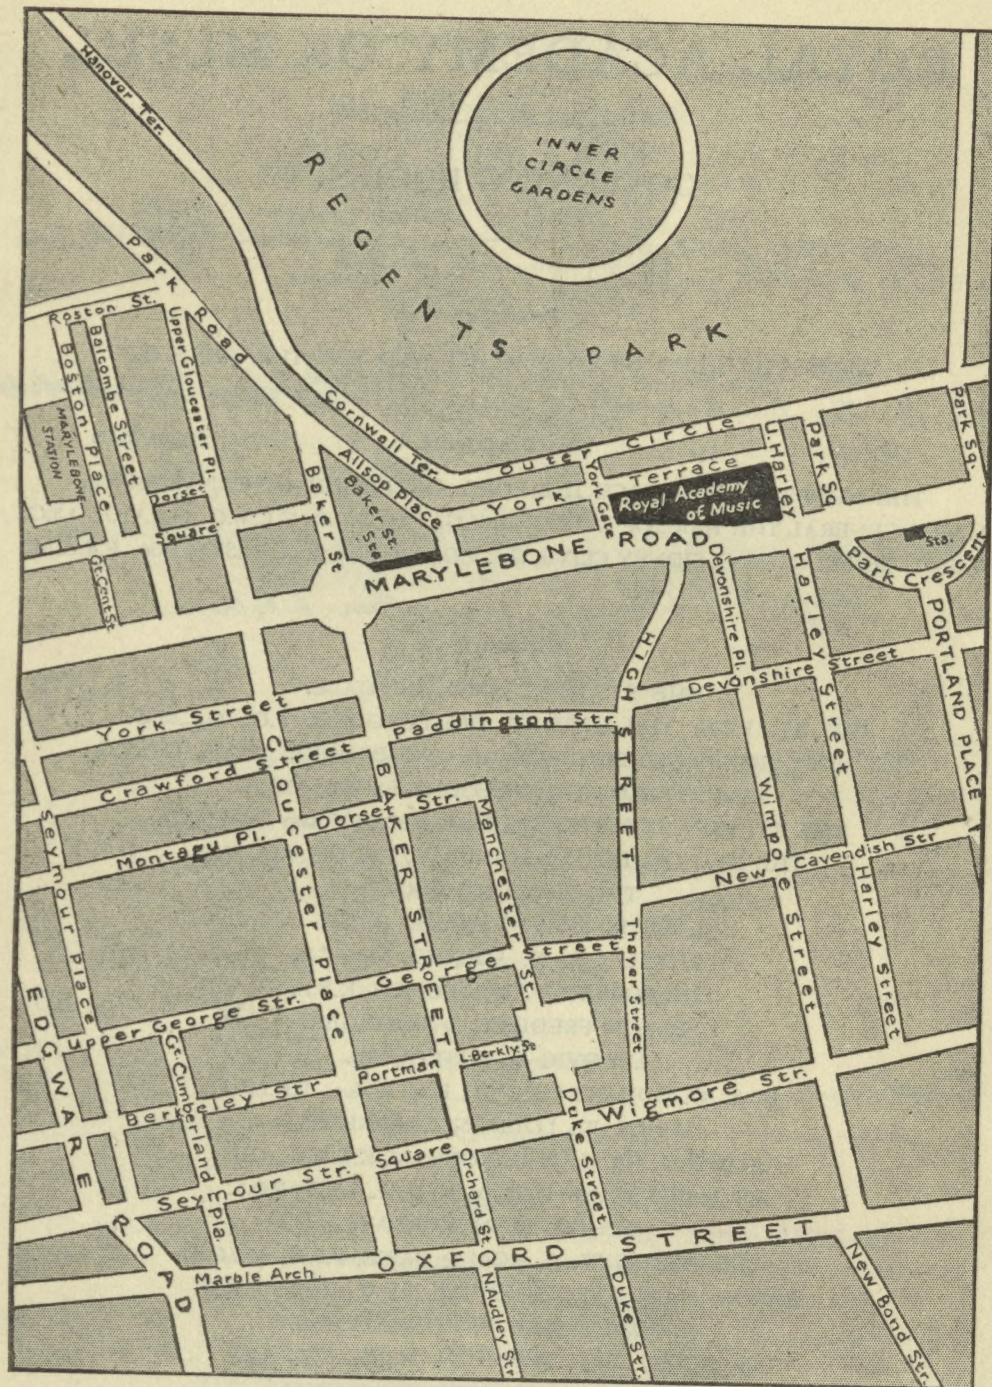 Hanover Ter.
INNER
CIRCLE
GARDENS
REGENTS PARK
Park Road
Roston St.
Boston Place
Balcombe Street
Upper Gloucester Pl.
MARYLEBONE
STATION
Cornwall Ter.
Outer Circle
Allsop Place
Baker St.
Sta
Baker St
York Terrace
York Gate
Royal Academy
of Music
U. Harley
Park Sq
Park Sq.
Dorset
Square
Gt. Cent St.
MARYLEBONE ROAD
Sta.
Park Crescent
PORTLAND PLACE
Devonshire Pl.
Harley Street
HIGH STREET
Devonshire Street
York Street
Paddington Str.
Crawford Street
Gloucester Place
BAKER STROEET
Dorset Str.
Montagu Pl.
Manchester St.
Seymour Place
Wimpole Street
New Cavendish Str
Harley Street
Thayer Street
George Street
Upper George Str.
EDGWARE ROAD
Gt. Cumberland Pla.
Portman
L. Berkly St
Berkeley Str
Wigmore Str.
Duke Street
Square
Seymour Str.
Orchard St.
OXFORD STREET
Marble Arch.
N. Audley Str
Duke Str.
New Bond Str.